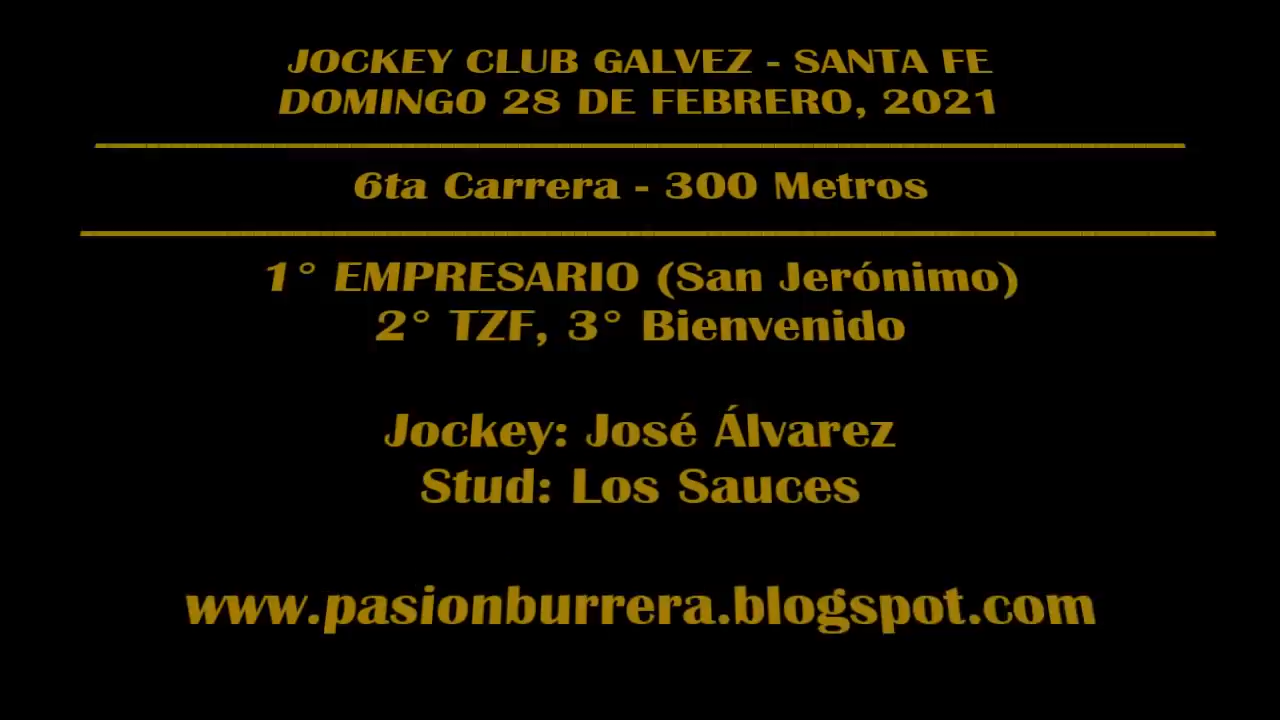 JOCKEY CLUB GALVEZ - SANTA FE
DOMINGO 28 DE FEBRERO, 2021
6ta Carrera - 300 Metros
1° EMPRESARIO (San Jerónimo)
2° TZF, 3° Bienvenido
Jockey: José Álvarez
Stud: Los Sauces
www.pasionburrera.blogspot.com